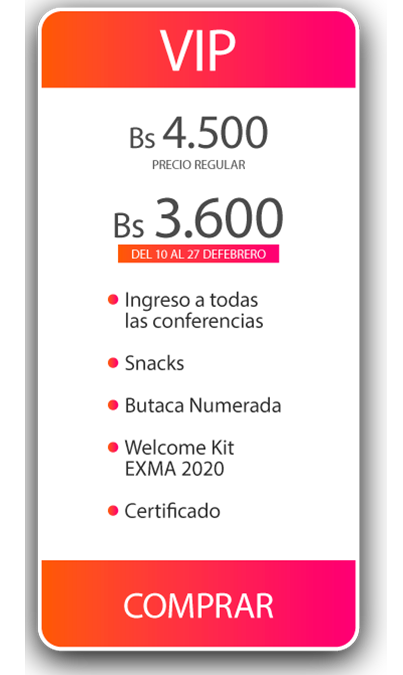 VIP
Bs 4.500
PRECIO REGULAR
Bs 3.600
DEL 10 AL 27 DEFEBRERO
Ingreso a todas
las conferencias
Snacks
Butaca Numerada
Welcome Kit
EXMA 2020
Certificado
COMPRAR